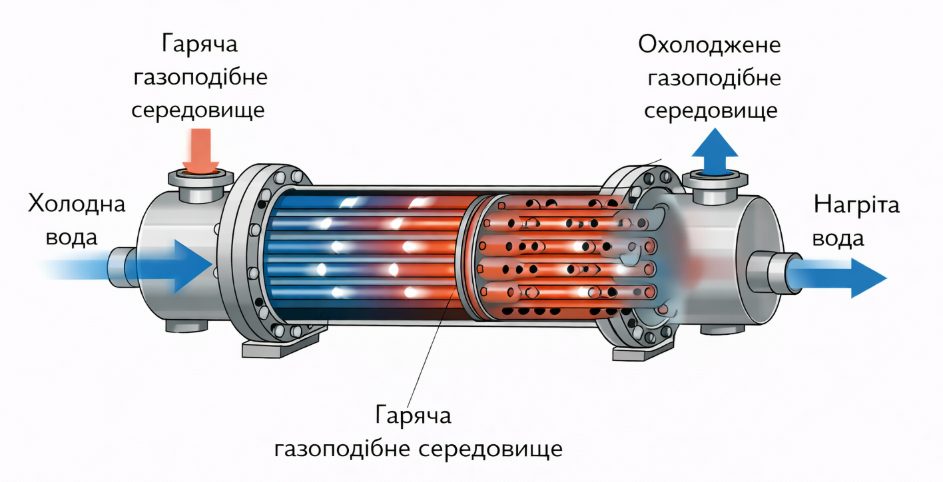 Гаряча
газоподібне
середовище
Охолоджене
газоподібне
середовище
Холодна
вода
Нагріта
вода
Гаряча
газоподібне середовище